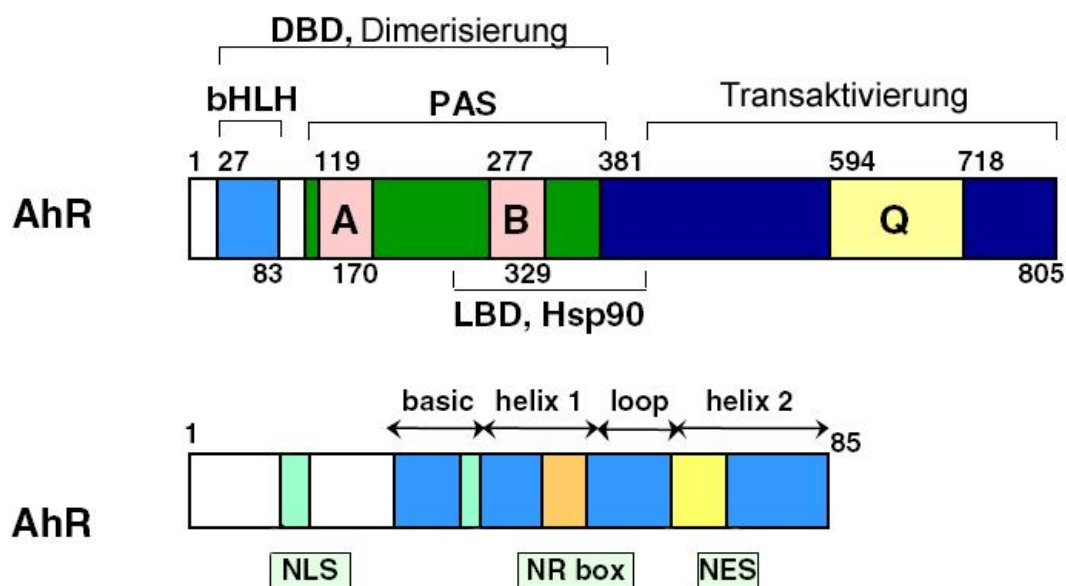 DBD, Dimerisierung
bHLH PAS Transaktivierung
1 27 119 277 381 594 718
AhR A B Q
83 170 329 805
LBD, Hsp90
basic helix 1 loop helix 2
1 85
AhR
NLS NR box NES